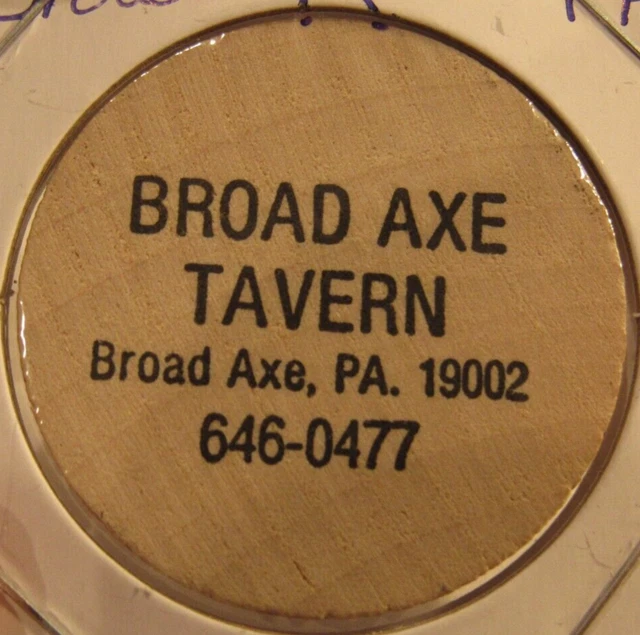 BROAD AXE
TAVERN
Broad Axe, PA. 19002
646-0477